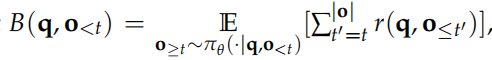 B(q, o<t) = 𝔼_{o≥t∼πθ(·|q,o<t)} [∑_{t′=t}^{|o|} r(q, o≤t′)],